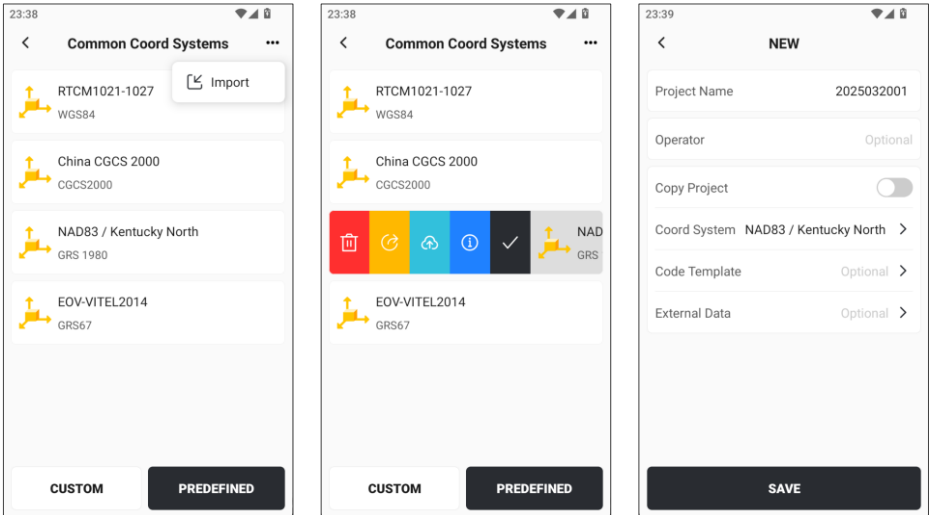 23:38
Common Coord Systems
Import
RTCM1021-1027
WGS84
China CGCS 2000
CGCS2000
NAD83 / Kentucky North
GRS 1980
EOV-VITEL2014
GRS67
CUSTOM
PREDEFINED
23:38
Common Coord Systems
RTCM1021-1027
WGS84
China CGCS 2000
CGCS2000
NAD
GRS
EOV-VITEL2014
GRS67
CUSTOM
PREDEFINED
23:39
NEW
Project Name 2025032001
Operator Optional
Copy Project
Coord System NAD83 / Kentucky North
Code Template Optional
External Data Optional
SAVE